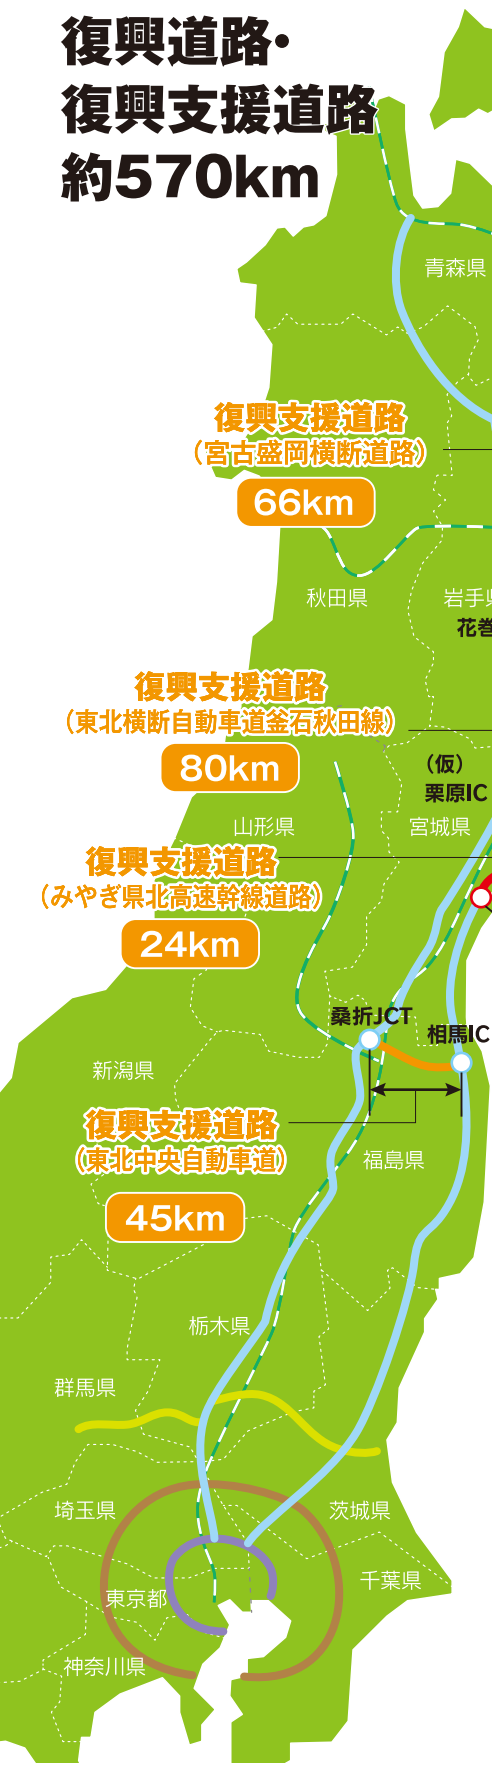 復興道路・
復興支援道路
約570km
青森県
復興支援道路
（宮古盛岡横断道路）
66km
秋田県
岩手県
花巻
復興支援道路
（東北横断自動車道釜石秋田線）
80km
（仮）
栗原IC
山形県
宮城県
復興支援道路
（みやぎ県北高速幹線道路）
24km
桑折JCT
相馬IC
新潟県
復興支援道路
（東北中央自動車道）
45km
福島県
栃木県
群馬県
埼玉県
茨城県
東京都
千葉県
神奈川県